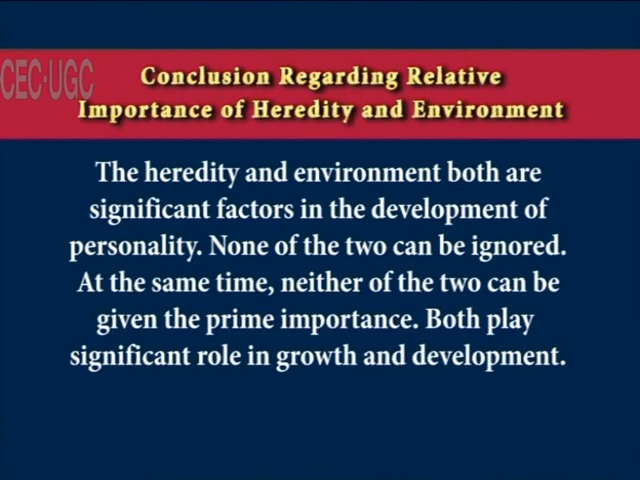 CEC-UGC
Conclusion Regarding Relative
Importance of Heredity and Environment
The heredity and environment both are
significant factors in the development of
personality. None of the two can be ignored.
At the same time, neither of the two can be
given the prime importance. Both play
significant role in growth and development.